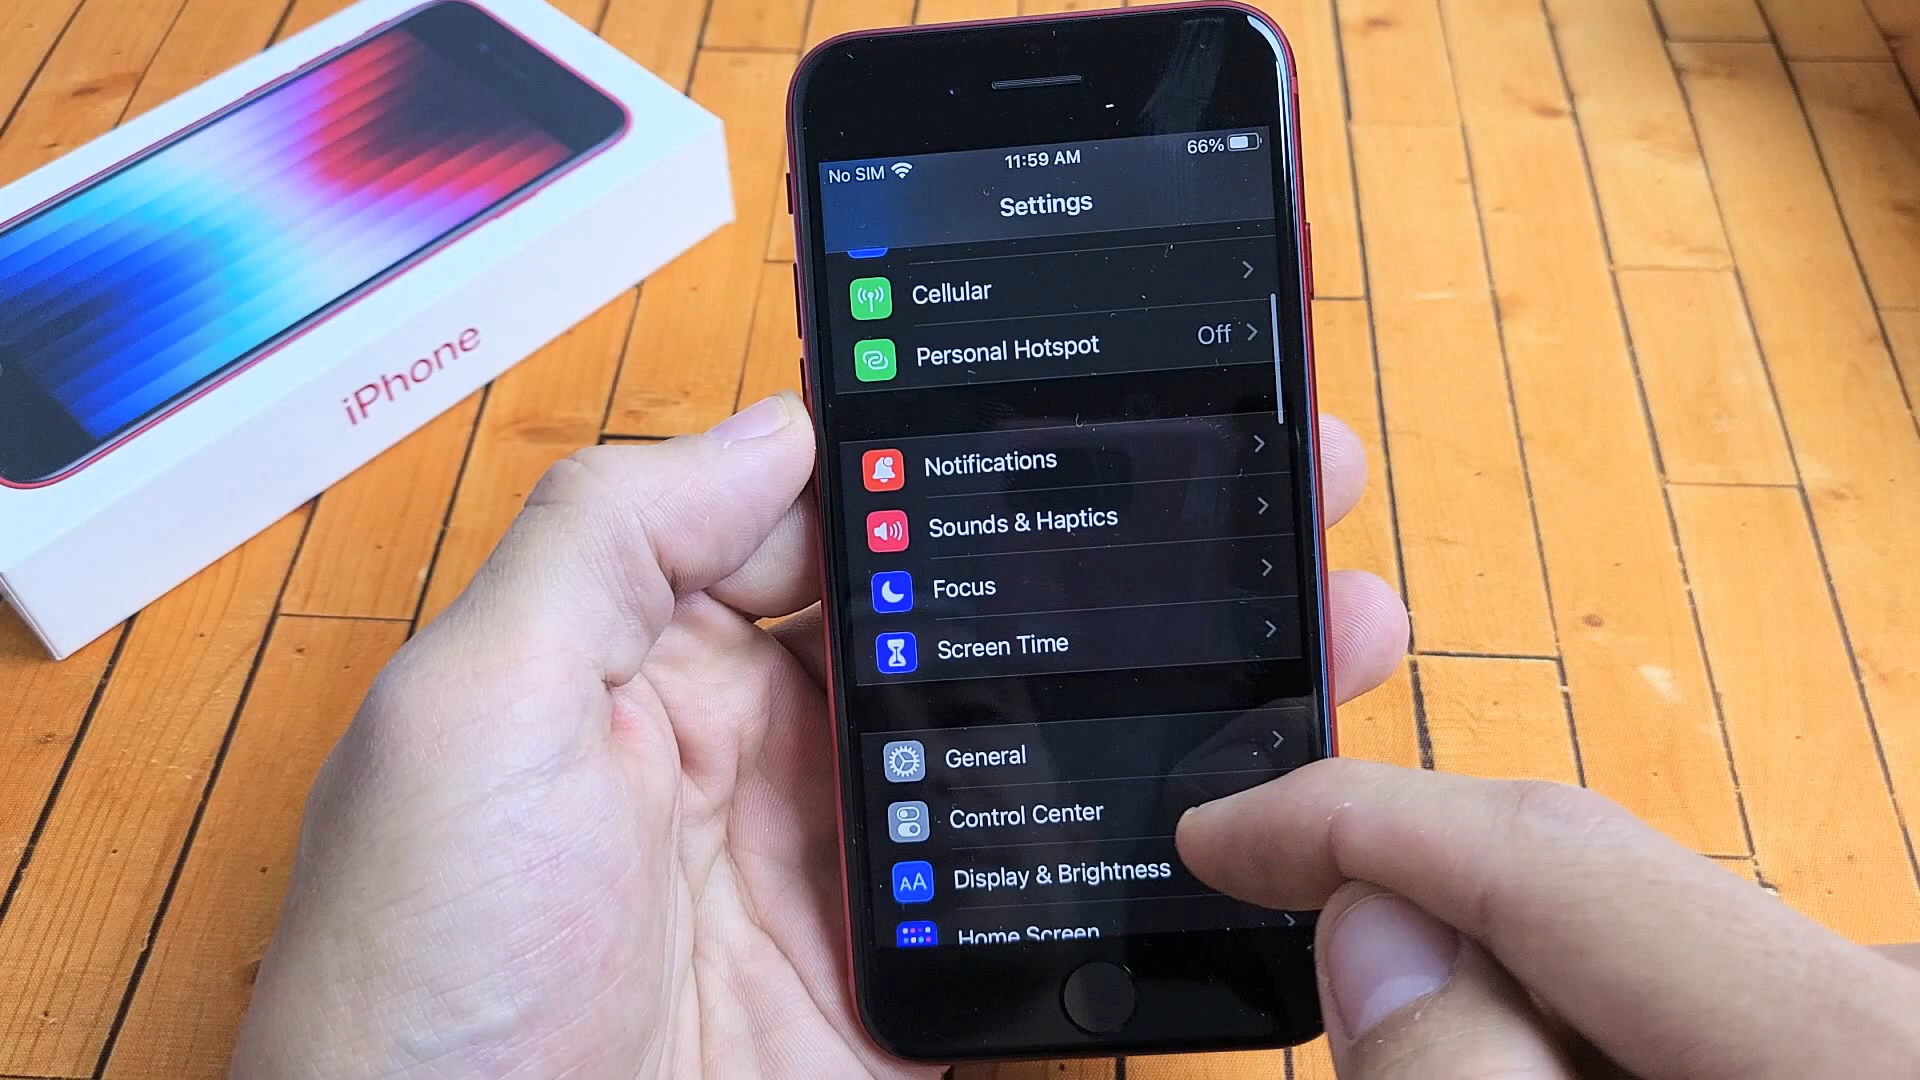 iPhone
No SIM 11:59 AM 66%
Settings
Cellular
Personal Hotspot Off
Notifications
Sounds & Haptics
Focus
Screen Time
General
Control Center
AA Display & Brightness
Home Screen